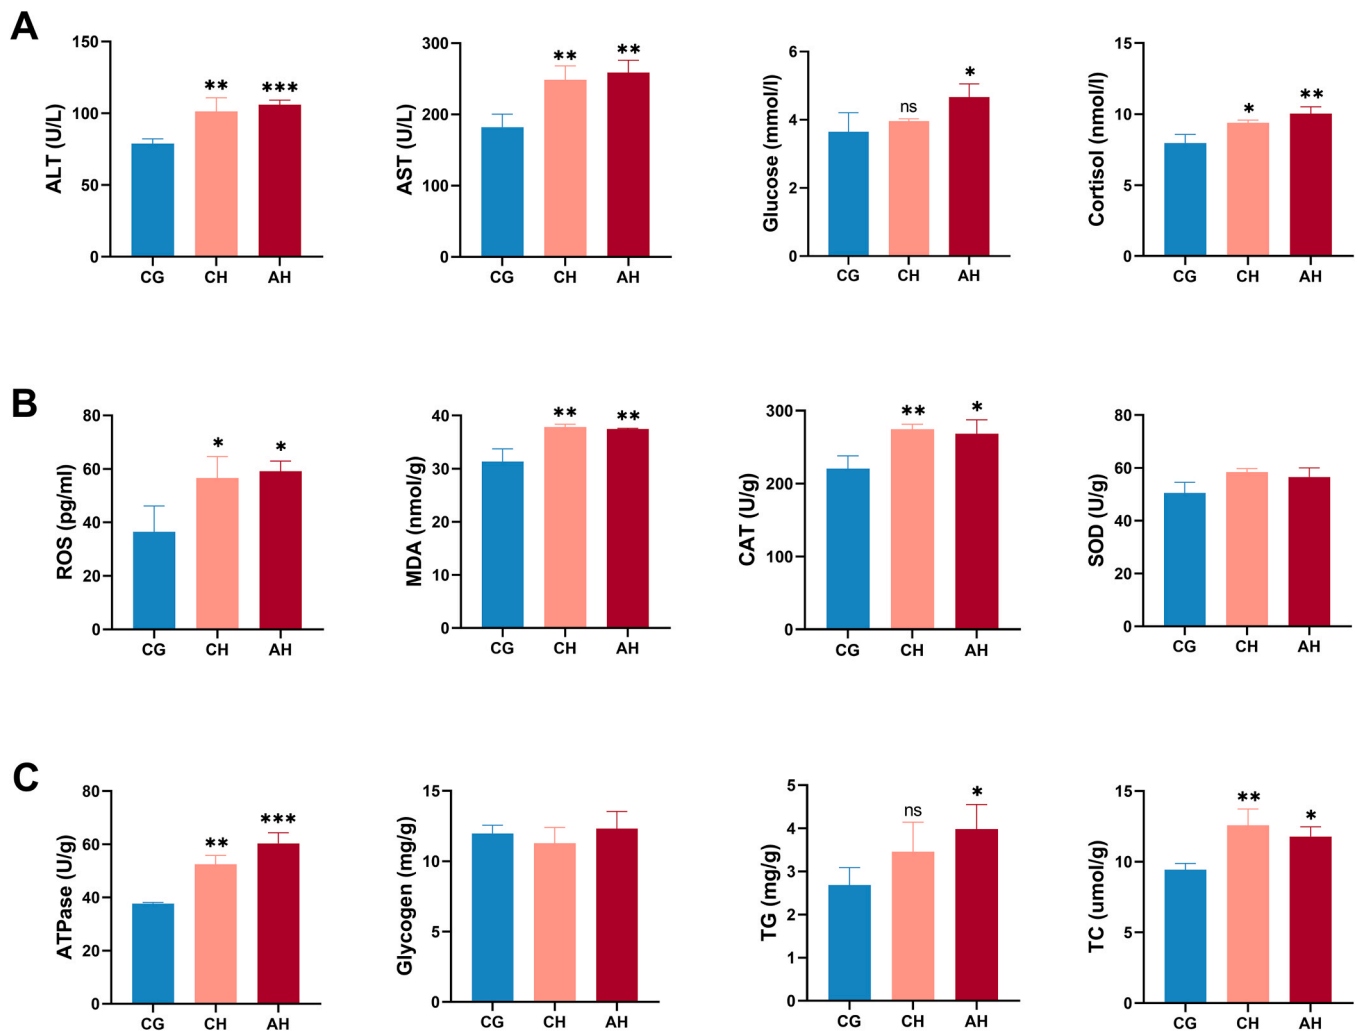 A
ALT (U/L)
150
100
50
0
** ***
CG CH AH
AST (U/L)
300
200
100
0
** **
CG CH AH
Glucose (mmol/l)
6
4
2
0
ns *
CG CH AH
Cortisol (nmol/l)
15
10
5
0
* **
CG CH AH
B
ROS (pg/ml)
80
60
40
20
0
* *
CG CH AH
MDA (nmol/g)
40
30
20
10
0
** **
CG CH AH
CAT (U/g)
300
200
100
0
** *
CG CH AH
SOD (U/g)
80
60
40
20
0
CG CH AH
C
ATPase (U/g)
80
60
40
20
0
** ***
CG CH AH
Glycogen (mg/g)
15
10
5
0
CG CH AH
TG (mg/g)
5
4
3
2
1
0
ns *
CG CH AH
TC (umol/g)
15
10
5
0
** *
CG CH AH